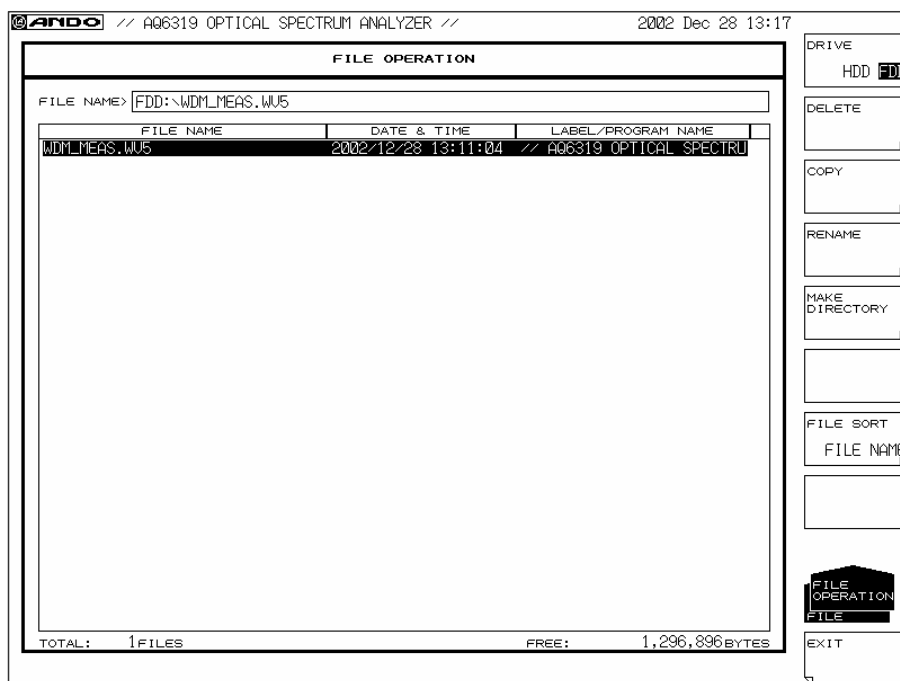 ANDO // AQ6319 OPTICAL SPECTRUM ANALYZER // 2002 Dec 28 13:17
FILE OPERATION
FILE NAME> FDD:\WDM_MEAS.WV5
FILE NAME DATE & TIME LABEL/PROGRAM NAME
WDM_MEAS.WV5 2002/12/28 13:11:04 // AQ6319 OPTICAL SPECTRU
TOTAL: 1FILES FREE: 1,296,896BYTES
DRIVE
HDD FDD
DELETE
COPY
RENAME
MAKE
DIRECTORY
FILE SORT
FILE NAME
FILE
OPERATION
FILE
EXIT